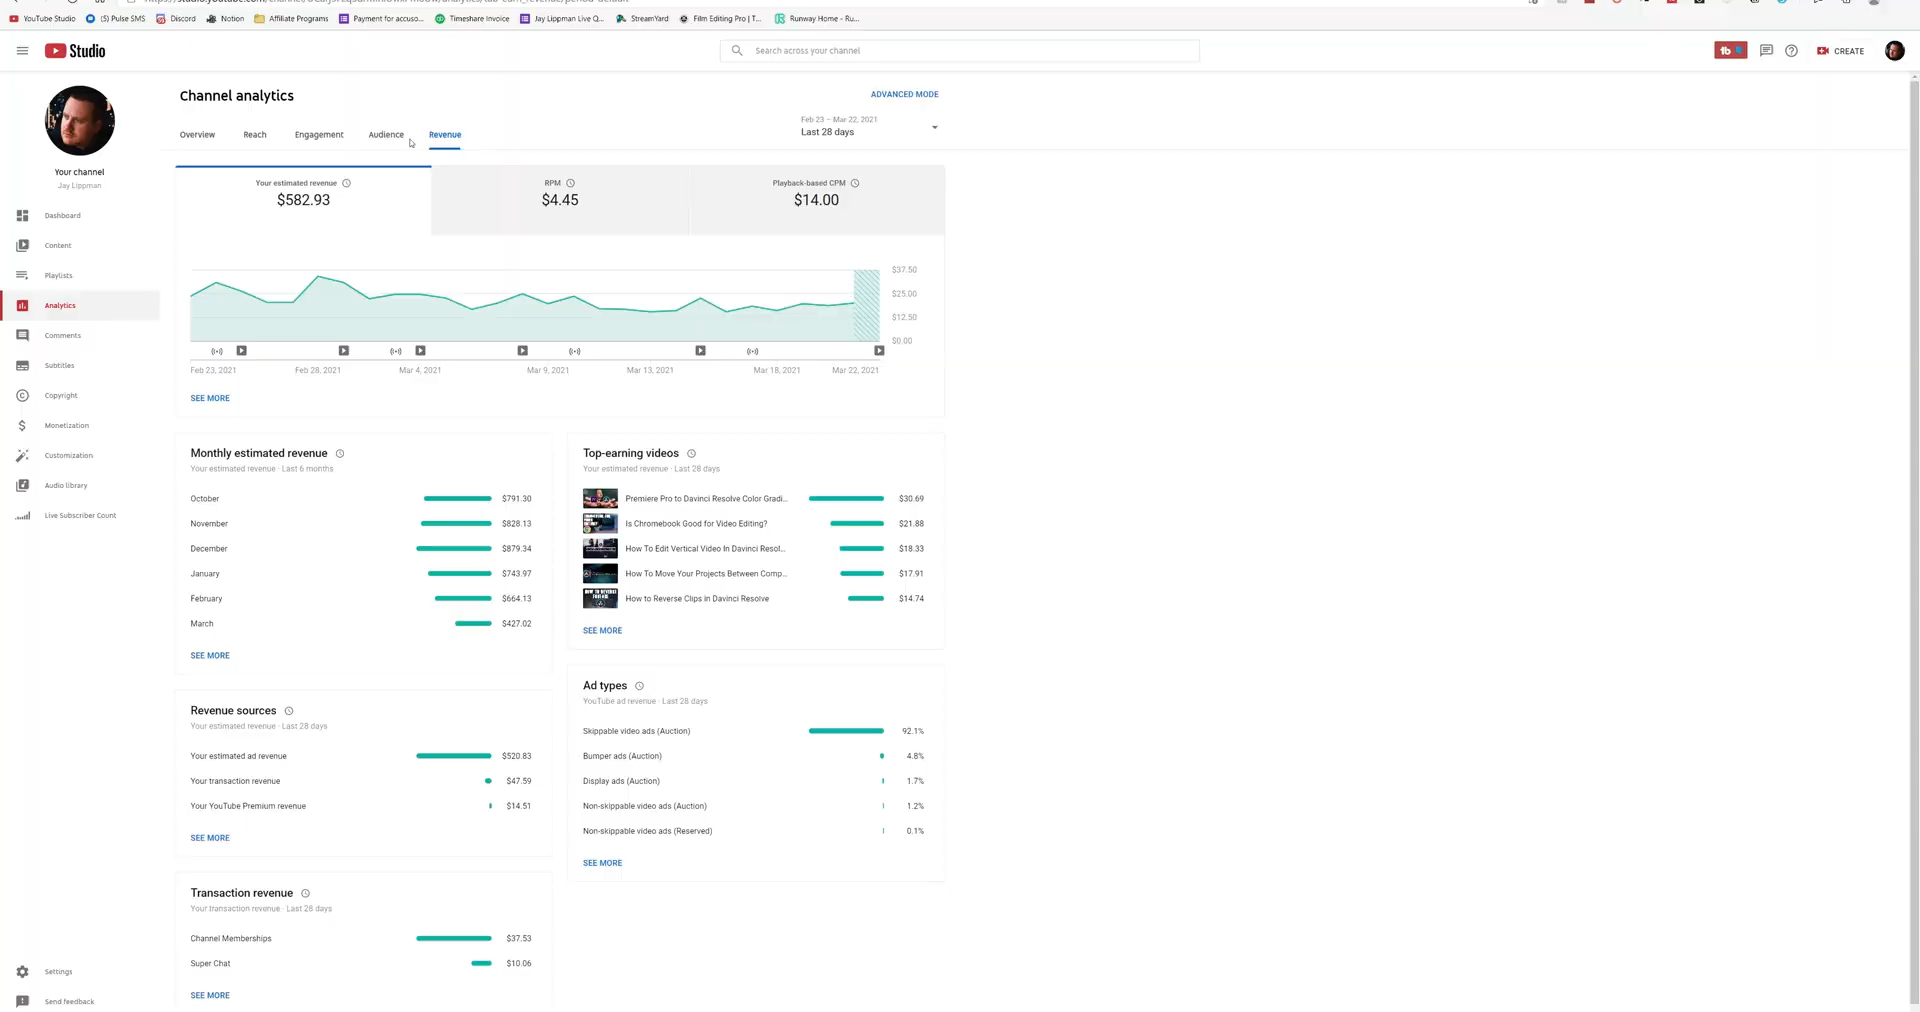 YouTube Studio (5) Pulse SMS Discord Notion Affiliate Programs Payment for accuso... Timeshare Invoice Jay Lippman Live Q... StreamYard Film Editing Pro | T... Runway Home - Ru...
Studio
Search across your channel
tb
CREATE
Channel analytics
ADVANCED MODE
Feb 23 – Mar 22, 2021
Last 28 days
Overview Reach Engagement Audience Revenue
Your channel
Jay Lippman
Dashboard
Content
Playlists
Analytics
Comments
Subtitles
Copyright
Monetization
Customization
Audio library
Live Subscriber Count
Settings
Send feedback
Your estimated revenue
$582.93
RPM
$4.45
Playback-based CPM
$14.00
$37.50
$25.00
$12.50
$0.00
Feb 23, 2021 Feb 28, 2021 Mar 4, 2021 Mar 9, 2021 Mar 13, 2021 Mar 18, 2021 Mar 22, 2021
SEE MORE
Monthly estimated revenue
Your estimated revenue · Last 6 months
October $791.30
November $828.13
December $879.34
January $743.97
February $664.13
March $427.02
SEE MORE
Revenue sources
Your estimated revenue · Last 28 days
Your estimated ad revenue $520.83
Your transaction revenue $47.59
Your YouTube Premium revenue $14.51
SEE MORE
Transaction revenue
Your transaction revenue · Last 28 days
Channel Memberships $37.53
Super Chat $10.06
SEE MORE
Top-earning videos
Your estimated revenue · Last 28 days
Premiere Pro to Davinci Resolve Color Gradi... $30.69
Is Chromebook Good for Video Editing? $21.88
How To Edit Vertical Video In Davinci Resol... $18.33
How To Move Your Projects Between Comp... $17.91
How to Reverse Clips In Davinci Resolve $14.74
SEE MORE
Ad types
YouTube ad revenue · Last 28 days
Skippable video ads (Auction) 92.1%
Bumper ads (Auction) 4.8%
Display ads (Auction) 1.7%
Non-skippable video ads (Auction) 1.2%
Non-skippable video ads (Reserved) 0.1%
SEE MORE